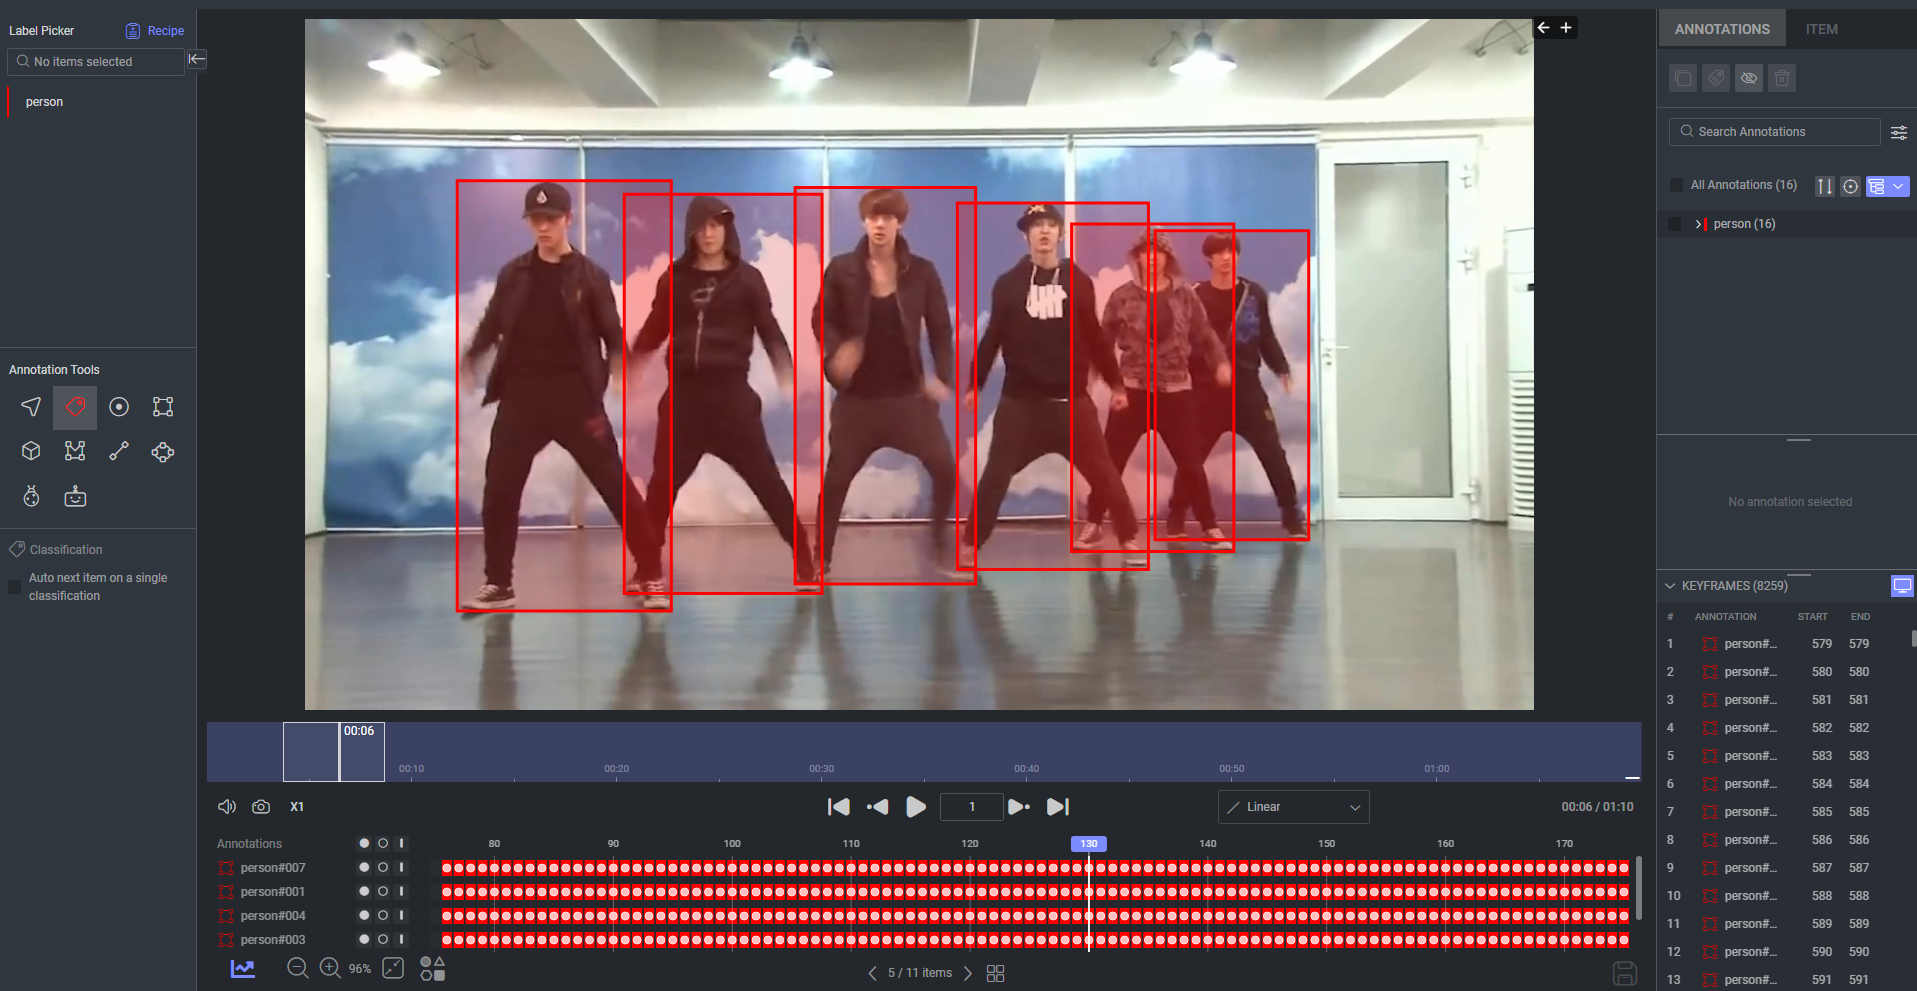 Label Picker
Recipe
No items selected
person
Annotation Tools
Classification
Auto next item on a single
classification
00:06
00:10
00:20
00:30
00:40
00:50
01:00
X1
1
Linear
00:06 / 01:10
Annotations
80
90
100
110
120
130
140
150
160
170
person#007
person#001
person#004
person#003
96%
5 / 11 items
ANNOTATIONS
ITEM
Search Annotations
All Annotations (16)
person (16)
No annotation selected
KEYFRAMES (8259)
# ANNOTATION START END
1 person#... 579 579
2 person#... 580 580
3 person#... 581 581
4 person#... 582 582
5 person#... 583 583
6 person#... 584 584
7 person#... 585 585
8 person#... 586 586
9 person#... 587 587
10 person#... 588 588
11 person#... 589 589
12 person#... 590 590
13 person#... 591 591